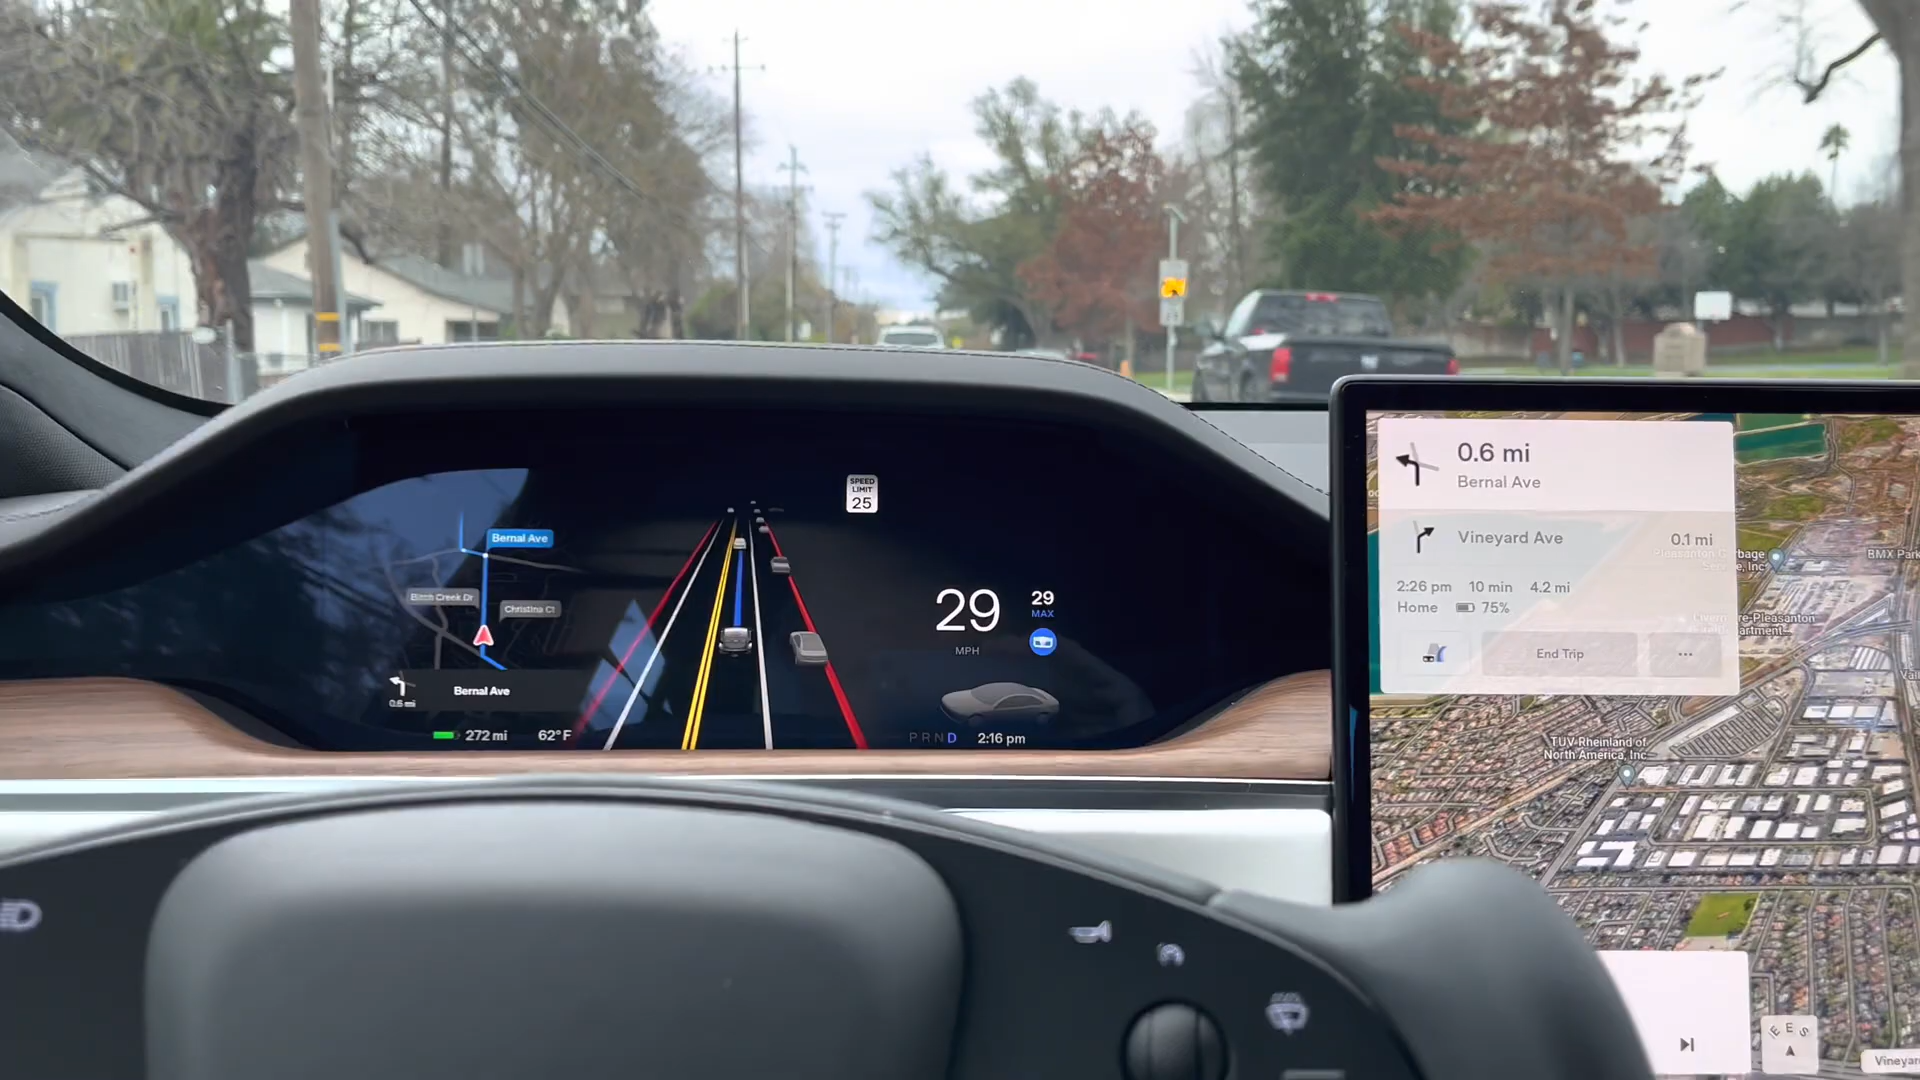 SPEED
LIMIT
25
Bernal Ave
Birch Creek Dr
Christina Ct
0.6 mi
Bernal Ave
272 mi
62°F
29
MPH
29
MAX
P R N D
2:16 pm
0.6 mi
Bernal Ave
Vineyard Ave
0.1 mi
2:26 pm 10 min 4.2 mi
Home 75%
End Trip
BMX Park
TUV Rheinland of
North America, Inc
E E S